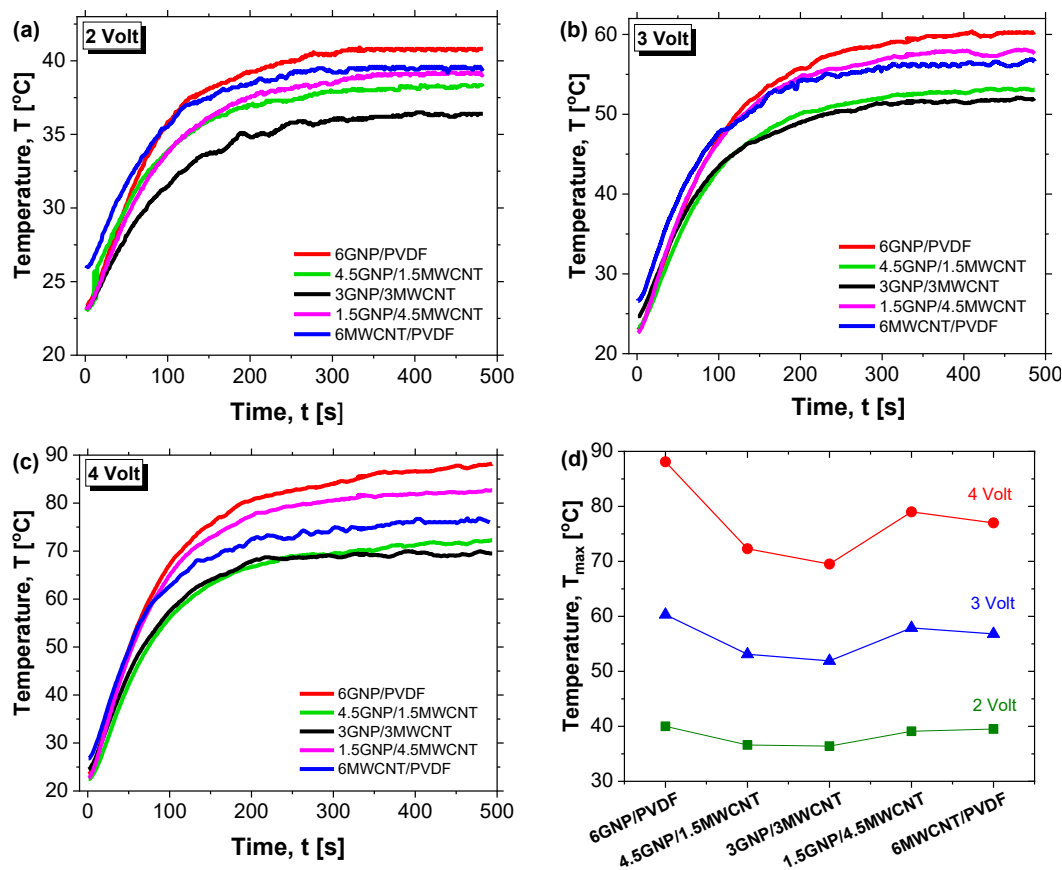 (a)
2 Volt
40
35
30
25
20
0 100 200 300 400 500
Temperature, T [°C]
Time, t [s]
6GNP/PVDF
4.5GNP/1.5MWCNT
3GNP/3MWCNT
1.5GNP/4.5MWCNT
6MWCNT/PVDF
(b)
3 Volt
60
50
40
30
20
0 100 200 300 400 500
Temperature, T [°C]
Time, t [s]
6GNP/PVDF
4.5GNP/1.5MWCNT
3GNP/3MWCNT
1.5GNP/4.5MWCNT
6MWCNT/PVDF
(c)
4 Volt
90
80
70
60
50
40
30
20
0 100 200 300 400 500
Temperature, T [°C]
Time, t [s]
6GNP/PVDF
4.5GNP/1.5MWCNT
3GNP/3MWCNT
1.5GNP/4.5MWCNT
6MWCNT/PVDF
(d)
90
80
70
60
50
40
30
Temperature, Tmax [°C]
4 Volt
3 Volt
2 Volt
6GNP/PVDF
4.5GNP/1.5MWCNT
3GNP/3MWCNT
1.5GNP/4.5MWCNT
6MWCNT/PVDF